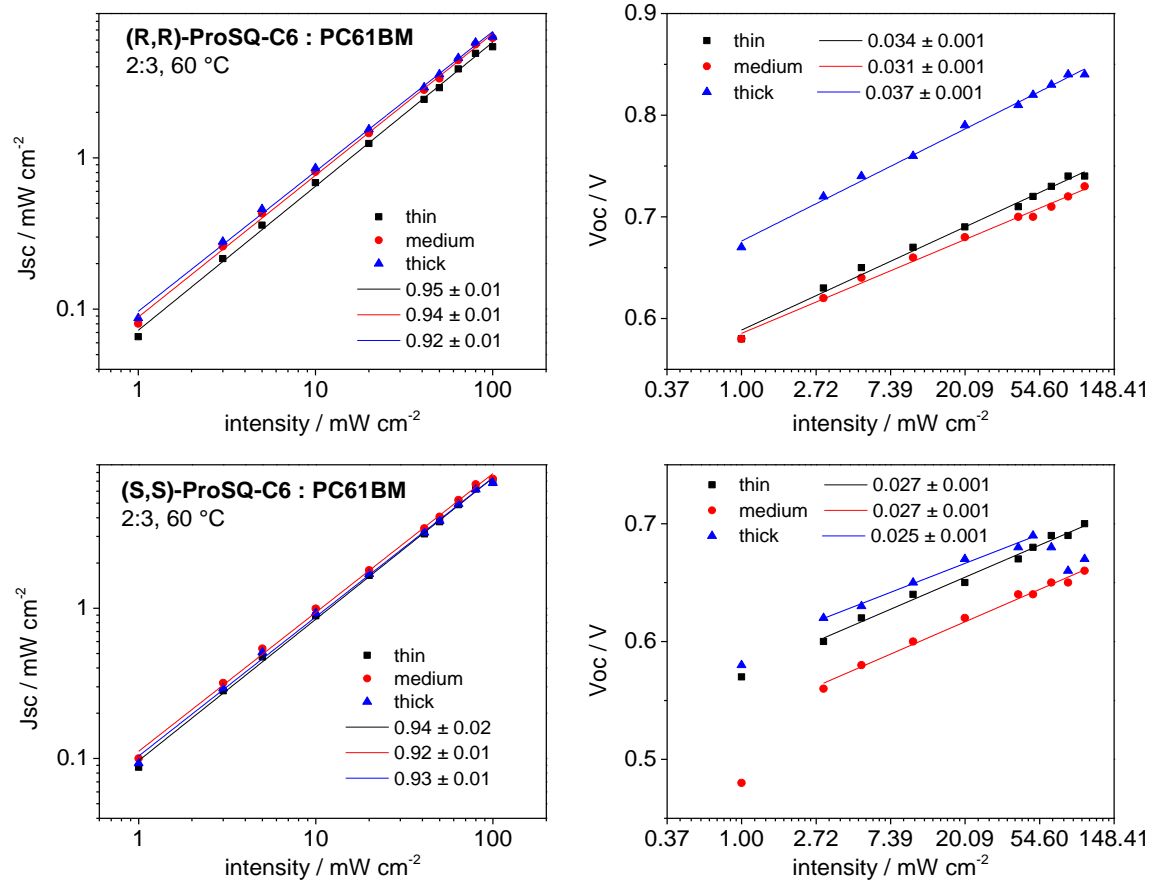 (R,R)-ProSQ-C6 : PC61BM
2:3, 60 °C
Jsc / mW cm-2
1
0.1
thin
medium
thick
0.95 ± 0.01
0.94 ± 0.01
0.92 ± 0.01
1
10
100
intensity / mW cm-2
Voc / V
0.9
0.8
0.7
0.6
thin
0.034 ± 0.001
medium
0.031 ± 0.001
thick
0.037 ± 0.001
0.37
1.00
2.72
7.39
20.09
54.60
148.41
intensity / mW cm-2
(S,S)-ProSQ-C6 : PC61BM
2:3, 60 °C
Jsc / mW cm-2
1
0.1
thin
medium
thick
0.94 ± 0.02
0.92 ± 0.01
0.93 ± 0.01
1
10
100
intensity / mW cm-2
Voc / V
0.7
0.6
0.5
thin
0.027 ± 0.001
medium
0.027 ± 0.001
thick
0.025 ± 0.001
0.37
1.00
2.72
7.39
20.09
54.60
148.41
intensity / mW cm-2